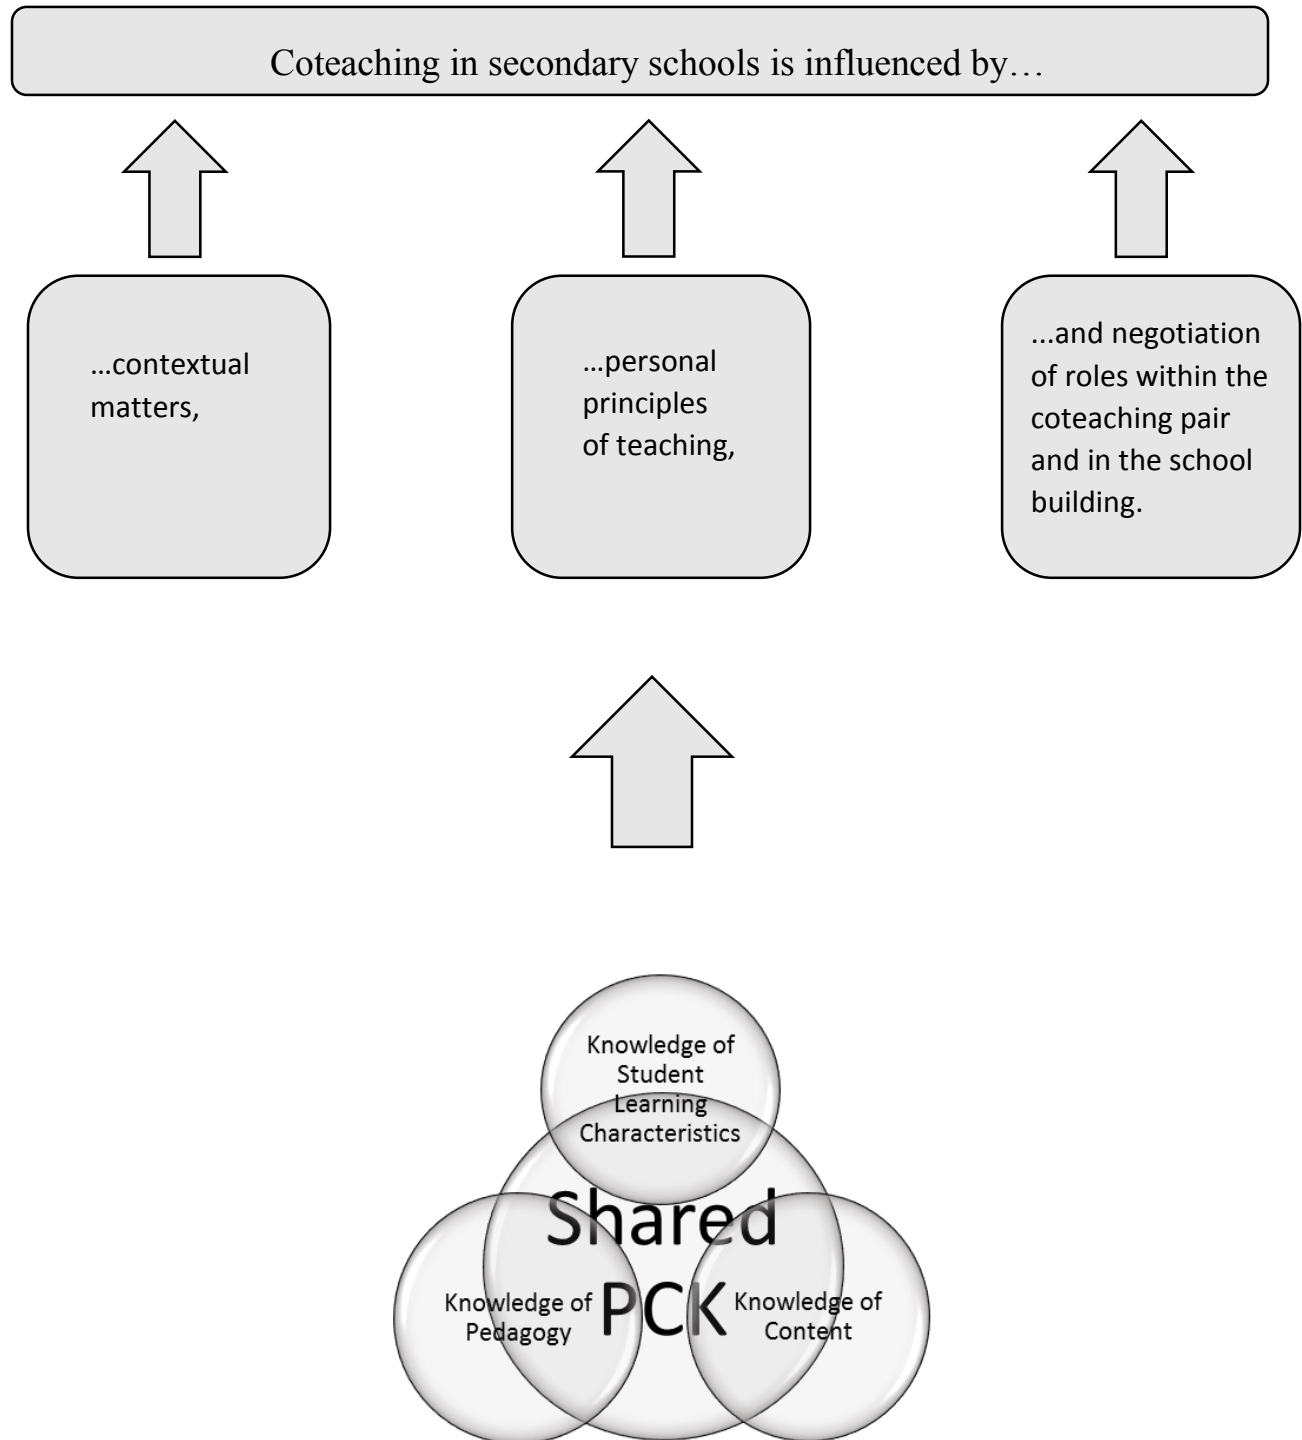 Coteaching in secondary schools is influenced by…
...contextual
matters,
...personal
principles
of teaching,
...and negotiation
of roles within the
coteaching pair
and in the school
building.
Knowledge of
Student
Learning
Characteristics
Shared
PCK
Knowledge of
Pedagogy
Knowledge of
Content